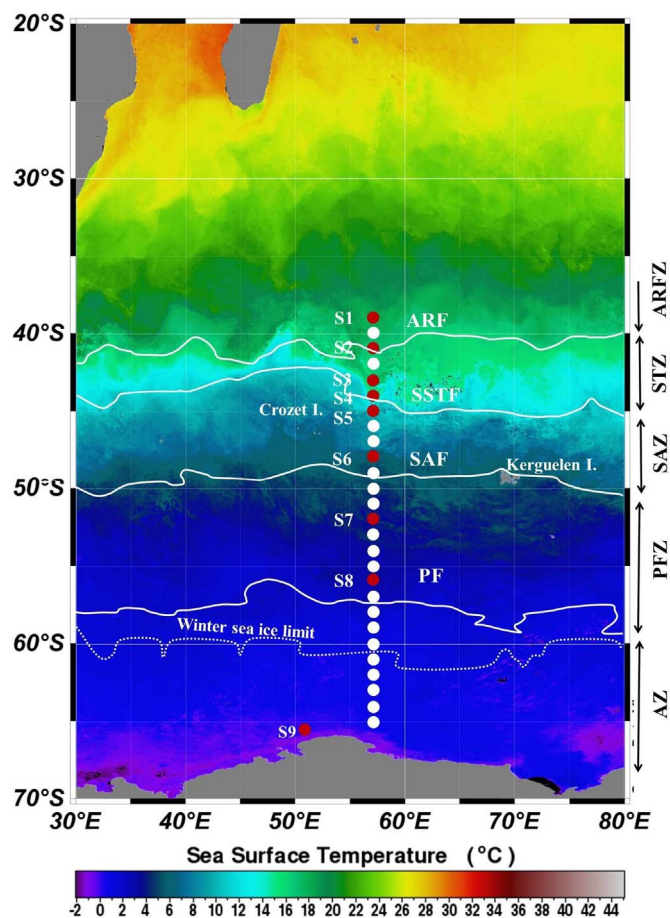 20°S
30°S
ARFZ
S1
ARF
40°S
S2
STZ
S3
S4
SSTF
Crozet I.
S5
SAZ
S6
SAF
Kerguelen I.
50°S
S7
PFZ
S8
PF
Winter sea ice limit
60°S
AZ
S9
70°S
30°E 40°E 50°E 60°E 70°E 80°E
Sea Surface Temperature (°C)
-2 0 2 4 6 8 10 12 14 16 18 20 22 24 26 28 30 32 34 36 38 40 42 44